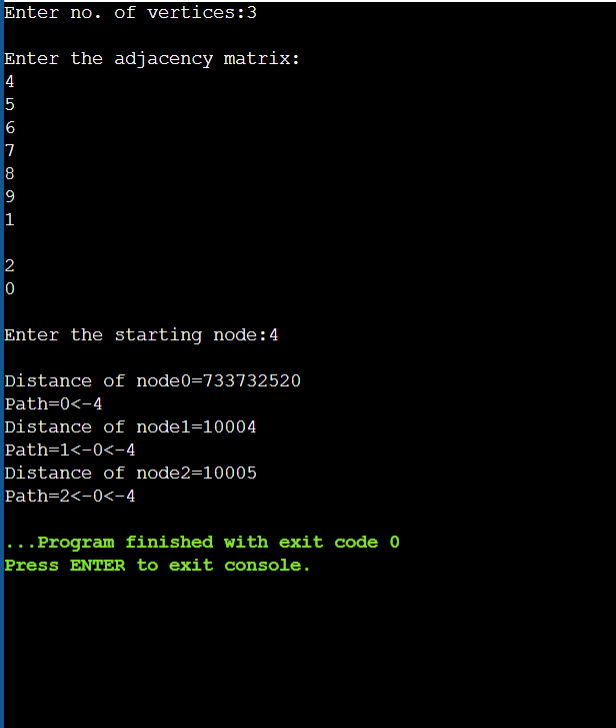 Enter no. of vertices:3
Enter the adjacency matrix:
4
5
6
7
8
9
1
2
0
Enter the starting node:4
Distance of node0=733732520
Path=0<-4
Distance of node1=10004
Path=1<-0<-4
Distance of node2=10005
Path=2<-0<-4
...Program finished with exit code 0
Press ENTER to exit console.